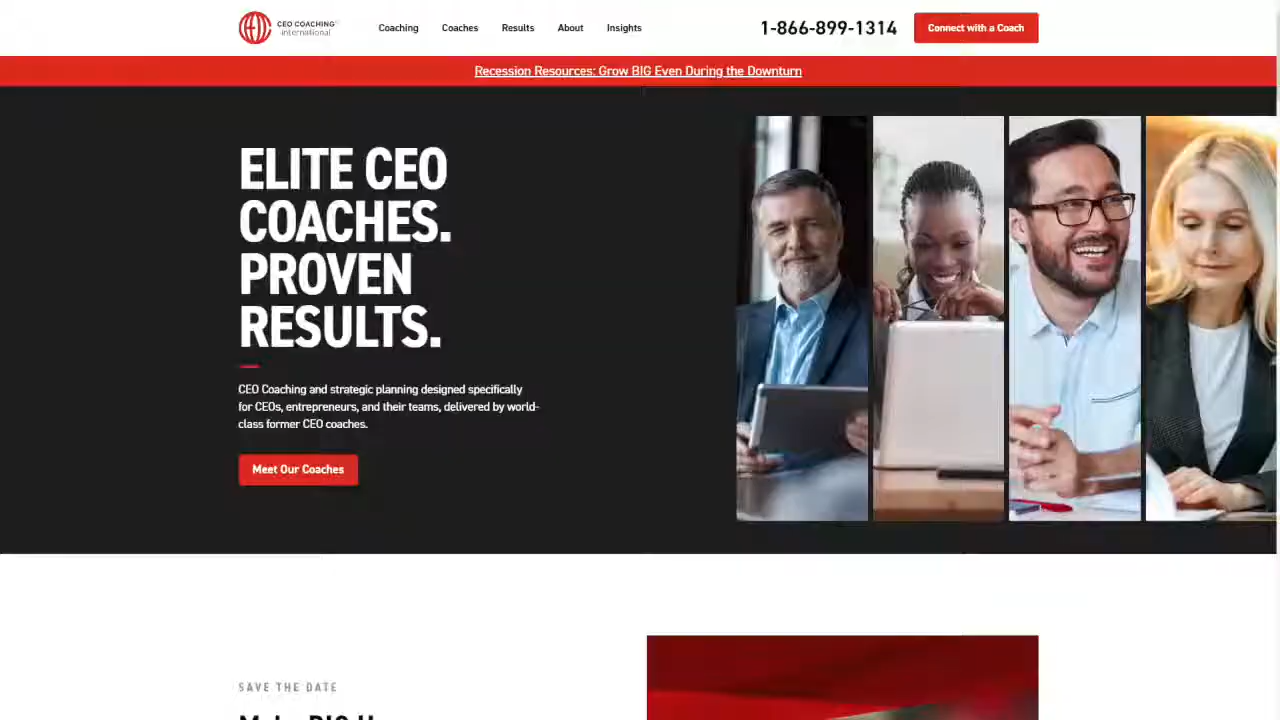 CEO COACHING
international
Coaching
Coaches
Results
About
Insights
1-866-899-1314
Connect with a Coach
Recession Resources: Grow BIG Even During the Downturn
ELITE CEO
COACHES.
PROVEN
RESULTS.
CEO Coaching and strategic planning designed specifically
for CEOs, entrepreneurs, and their teams, delivered by world-
class former CEO coaches.
Meet Our Coaches
SAVE THE DATE